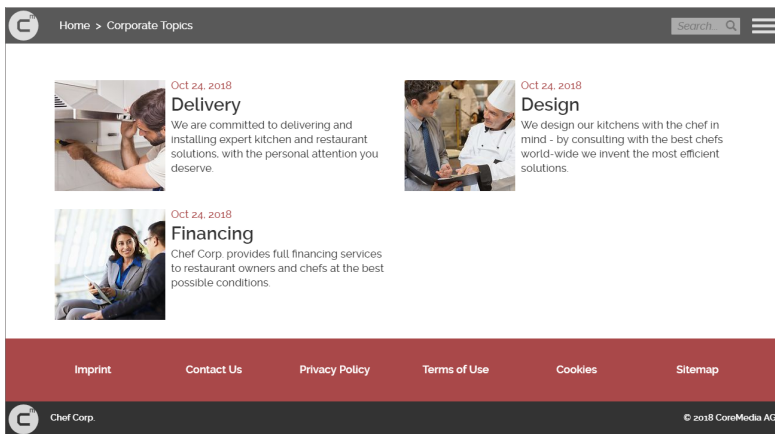 Cm
Home > Corporate Topics
Search...
Oct 24, 2018
Delivery
We are committed to delivering and
installing expert kitchen and restaurant
solutions, with the personal attention you
deserve.
Oct 24, 2018
Design
We design our kitchens with the chef in
mind - by consulting with the best chefs
world-wide we invent the most efficient
solutions.
Oct 24, 2018
Financing
Chef Corp. provides full financing services
to restaurant owners and chefs at the best
possible conditions.
Imprint
Contact Us
Privacy Policy
Terms of Use
Cookies
Sitemap
Cm
Chef Corp.
© 2018 CoreMedia AG